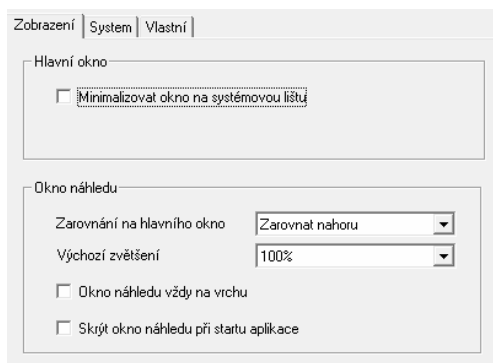 Zobrazení System Vlastní
Hlavní okno
Minimalizovat okno na systémovou lištu
Okno náhledu
Zarovnání na hlavního okno Zarovnat nahoru
Výchozí zvětšení 100%
Okno náhledu vždy na vrchu
Skrýt okno náhledu při startu aplikace